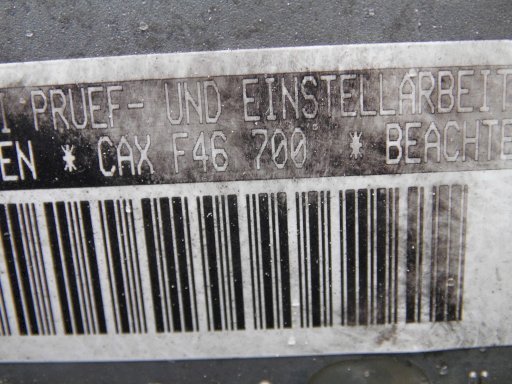 I PRUEF- UND EINSTELLARBEIT
EN * CAX F46 700 * BEACHTE